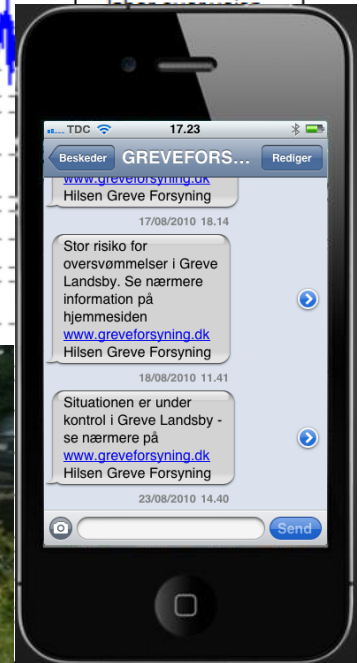 TDC 17.23
Beskeder GREVEFORS... Rediger
www.greveforsyning.dk
Hilsen Greve Forsyning
17/08/2010 18.14
Stor risiko for
oversvømmelser i Greve
Landsby. Se nærmere
information på
hjemmesiden
www.greveforsyning.dk
Hilsen Greve Forsyning
18/08/2010 11.41
Situationen er under
kontrol i Greve Landsby -
se nærmere på
www.greveforsyning.dk
Hilsen Greve Forsyning
23/08/2010 14.40
Send